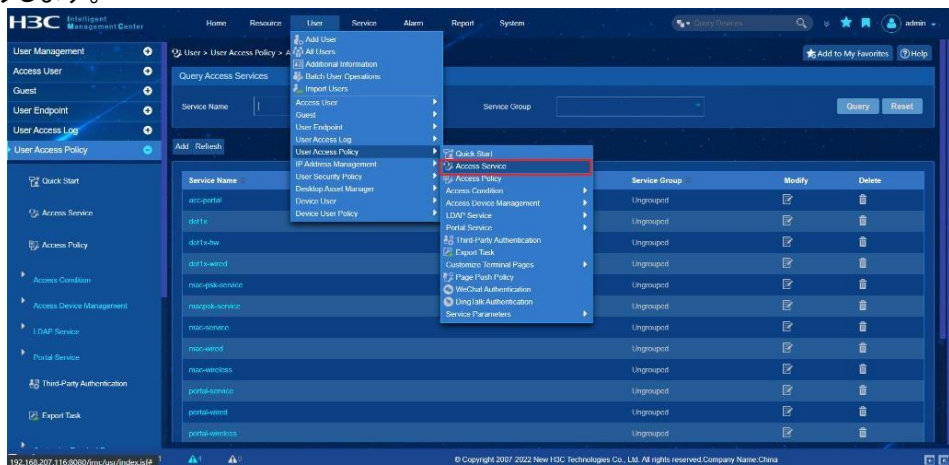 きます。
H3C Intelligent Management Center
Home Resource User Service Alarm Report System
Query Devices
admin
User Management
Access User
Guest
User Endpoint
User Access Log
User Access Policy
Quick Start
Access Service
Access Policy
Access Condition
Access Device Management
LDAP Service
Portal Service
Third-Party Authentication
Export Task
User > User Access Policy > A
Add to My Favorites Help
Query Access Services
Service Name Service Group Query Reset
Add Refresh
Add User
All Users
Additional Information
Batch User Operations
Import Users
Access User
Guest
User Endpoint
User Access Log
User Access Policy
IP Address Management
User Security Policy
Desktop Asset Manager
Device User
Device User Policy
Quick Start
Access Service
Access Policy
Access Condition
Access Device Management
LDAP Service
Portal Service
Third-Party Authentication
Export Task
Customize Terminal Pages
Page Push Policy
WeChat Authentication
DingTalk Authentication
Service Parameters
Service Name Service Group Modify Delete
acc-portal Ungrouped
dot1x Ungrouped
dot1x-hw Ungrouped
dot1x-wired Ungrouped
mac-psk-service Ungrouped
macpsk-service Ungrouped
mac-service Ungrouped
mac-wired Ungrouped
mac-wireless Ungrouped
portal-service Ungrouped
portal-wired Ungrouped
portal-wireless Ungrouped
192.168.207.116:8080/imc/usr/index.jsf#
© Copyright 2007-2022 New H3C Technologies Co., Ltd. All rights reserved.Company Name:China